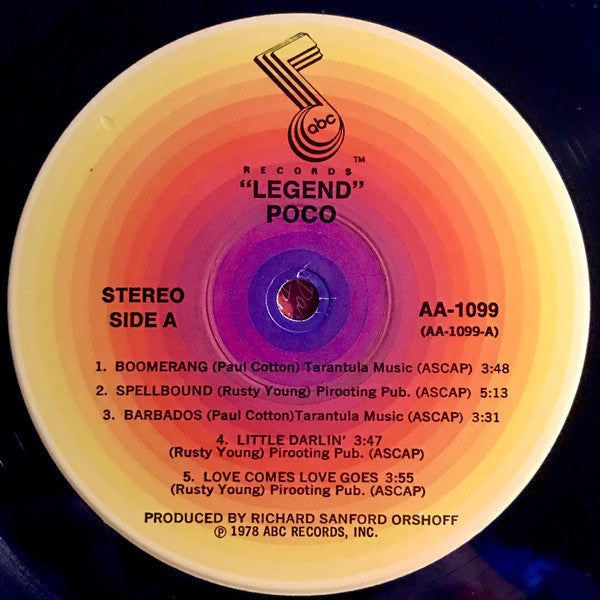 abc
RECORDS™
"LEGEND"
POCO
STEREO
SIDE A
AA-1099
(AA-1099-A)
1. BOOMERANG (Paul Cotton) Tarantula Music (ASCAP) 3:48
2. SPELLBOUND (Rusty Young) Pirooting Pub. (ASCAP) 5:13
3. BARBADOS (Paul Cotton)Tarantula Music (ASCAP) 3:31
4. LITTLE DARLIN' 3:47
(Rusty Young) Pirooting Pub. (ASCAP)
5. LOVE COMES LOVE GOES 3:55
(Rusty Young) Pirooting Pub. (ASCAP)
PRODUCED BY RICHARD SANFORD ORSHOFF
℗ 1978 ABC RECORDS, INC.